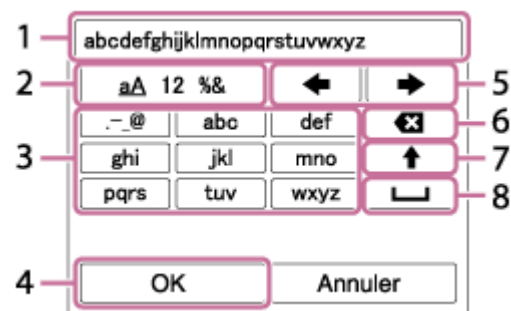 1 abcdefghijklmnopqrstuvwxyz
2 aA 12 %& 5
.-_@ abc def 6
3 ghi jkl mno 7
pqrs tuv wxyz 8
4 OK Annuler